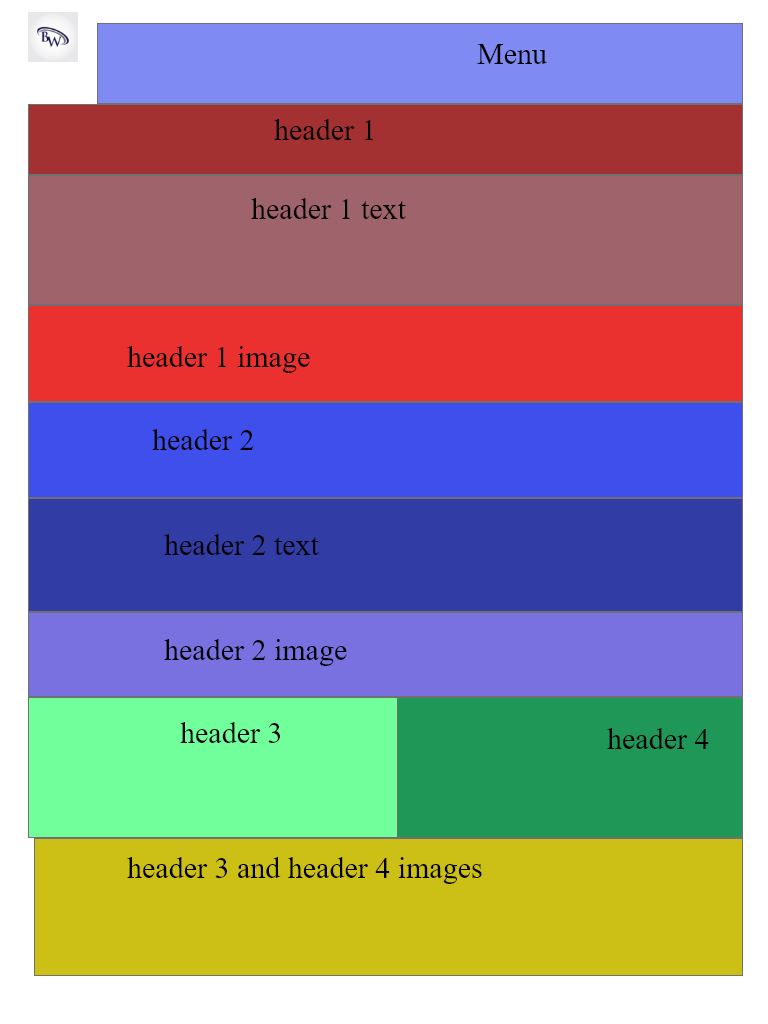 BW
Menu
header 1
header 1 text
header 1 image
header 2
header 2 text
header 2 image
header 3
header 4
header 3 and header 4 images